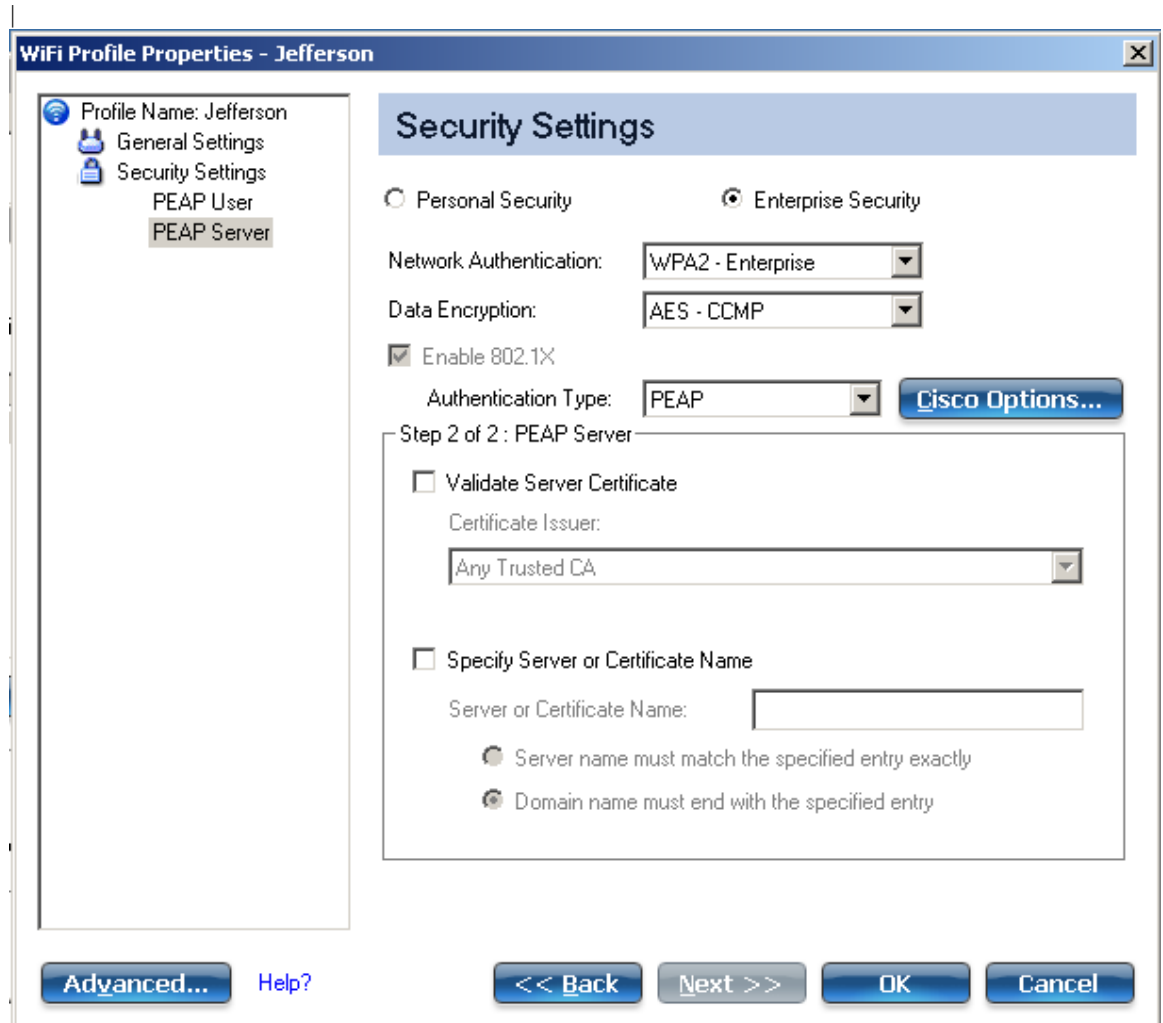 WiFi Profile Properties - Jefferson
Profile Name: Jefferson
General Settings
Security Settings
PEAP User
PEAP Server
Security Settings
Personal Security Enterprise Security
Network Authentication: WPA2 - Enterprise
Data Encryption: AES - CCMP
Enable 802.1X
Authentication Type: PEAP Cisco Options...
Step 2 of 2 : PEAP Server
Validate Server Certificate
Certificate Issuer:
Any Trusted CA
Specify Server or Certificate Name
Server or Certificate Name:
Server name must match the specified entry exactly
Domain name must end with the specified entry
Advanced... Help? << Back Next >> OK Cancel